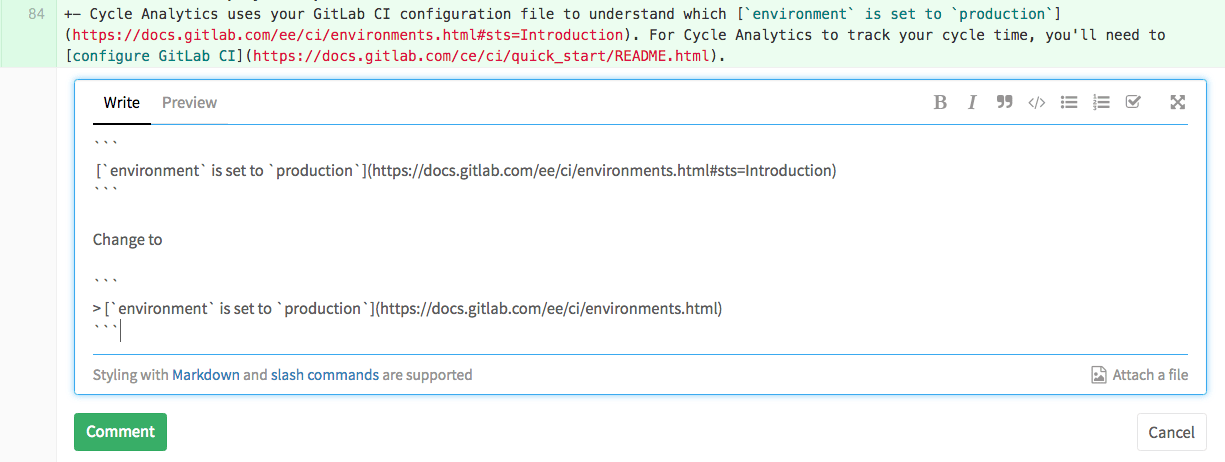 84 +— Cycle Analytics uses your GitLab CI configuration file to understand which [`environment` is set to `production`]
(https://docs.gitlab.com/ee/ci/environments.html#sts=Introduction). For Cycle Analytics to track your cycle time, you'll need to
[configure GitLab CI](https://docs.gitlab.com/ce/ci/quick_start/README.html).
Write Preview
```
[`environment` is set to `production`](https://docs.gitlab.com/ee/ci/environments.html#sts=Introduction)
```
Change to
```
> [`environment` is set to `production`](https://docs.gitlab.com/ee/ci/environments.html)
```
Styling with Markdown and slash commands are supported Attach a file
Comment Cancel